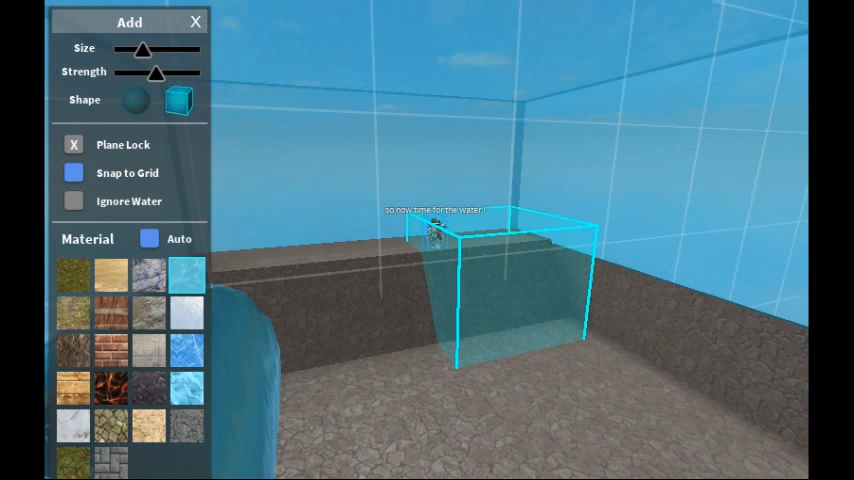 Add X
Size
Strength
Shape
X Plane Lock
Snap to Grid
Ignore Water
Material Auto
so now time for the water !